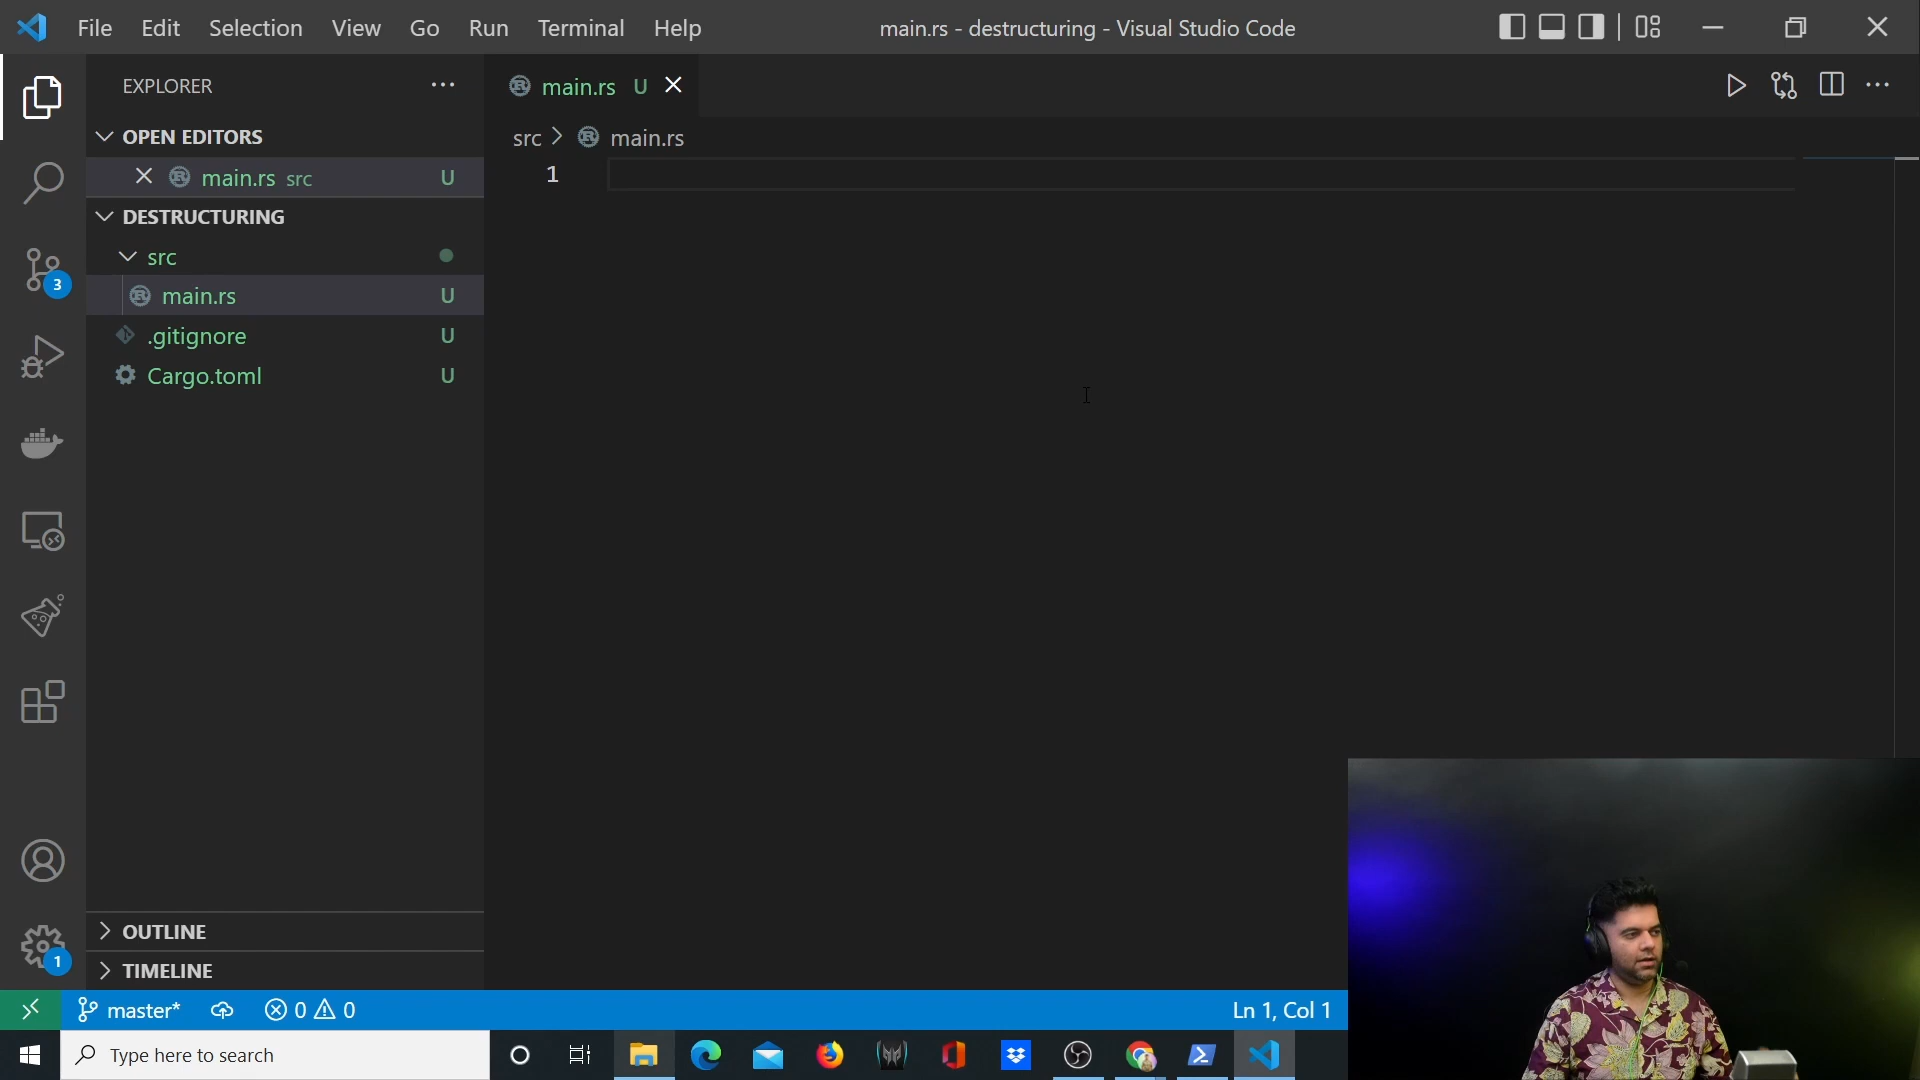 File Edit Selection View Go Run Terminal Help
main.rs - destructuring - Visual Studio Code
EXPLORER
OPEN EDITORS
main.rs src U
DESTRUCTURING
src
main.rs U
.gitignore U
Cargo.toml U
OUTLINE
TIMELINE
3
1
main.rs U
src > main.rs
1
master*
0 0
Ln 1, Col 1
Type here to search